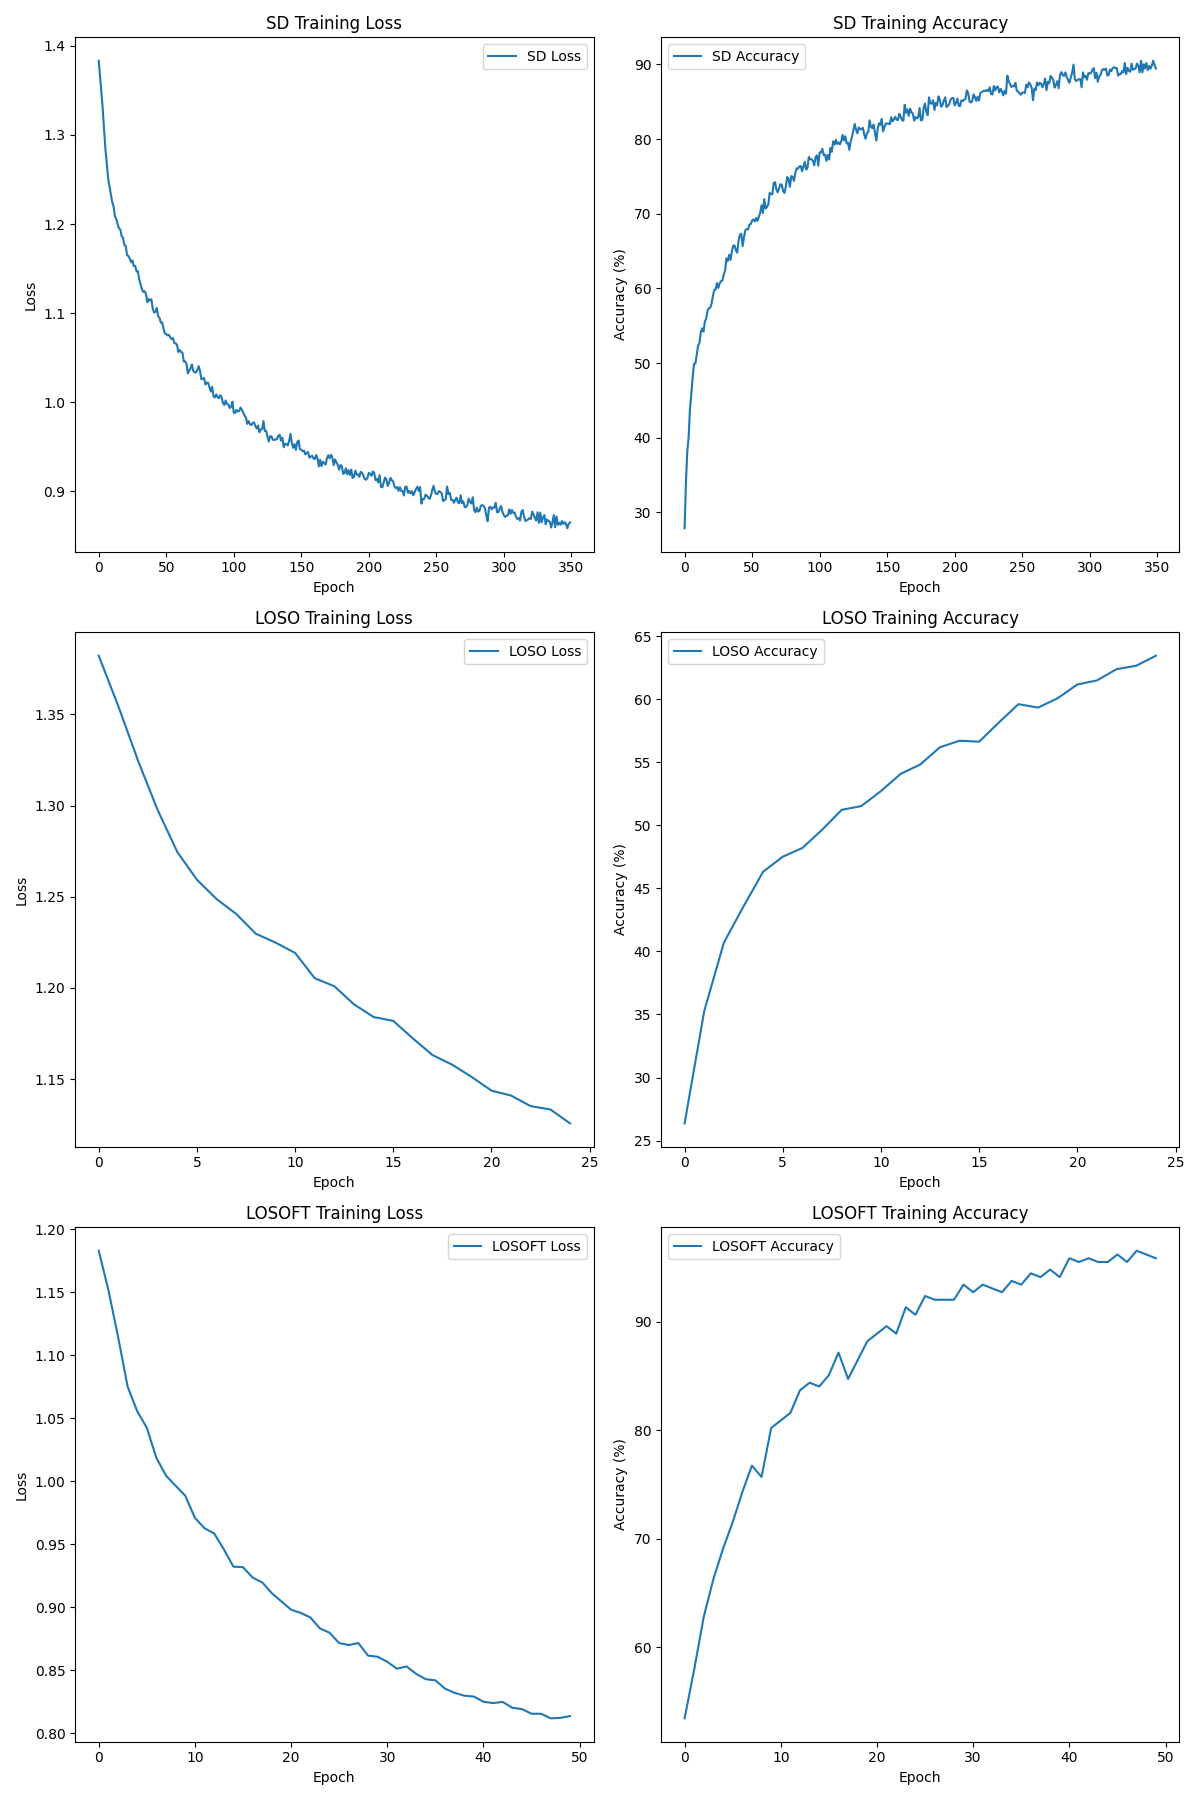 SD Training Loss
SD Loss
1.4
1.3
1.2
1.1
1.0
0.9
Loss
0 50 100 150 200 250 300 350
Epoch
SD Training Accuracy
SD Accuracy
90
80
70
60
50
40
30
Accuracy (%)
0 50 100 150 200 250 300 350
Epoch
LOSO Training Loss
LOSO Loss
1.35
1.30
1.25
1.20
1.15
Loss
0 5 10 15 20 25
Epoch
LOSO Training Accuracy
LOSO Accuracy
65
60
55
50
45
40
35
30
25
Accuracy (%)
0 5 10 15 20 25
Epoch
LOSOFT Training Loss
LOSOFT Loss
1.20
1.15
1.10
1.05
1.00
0.95
0.90
0.85
0.80
Loss
0 10 20 30 40 50
Epoch
LOSOFT Training Accuracy
LOSOFT Accuracy
90
80
70
60
Accuracy (%)
0 10 20 30 40 50
Epoch